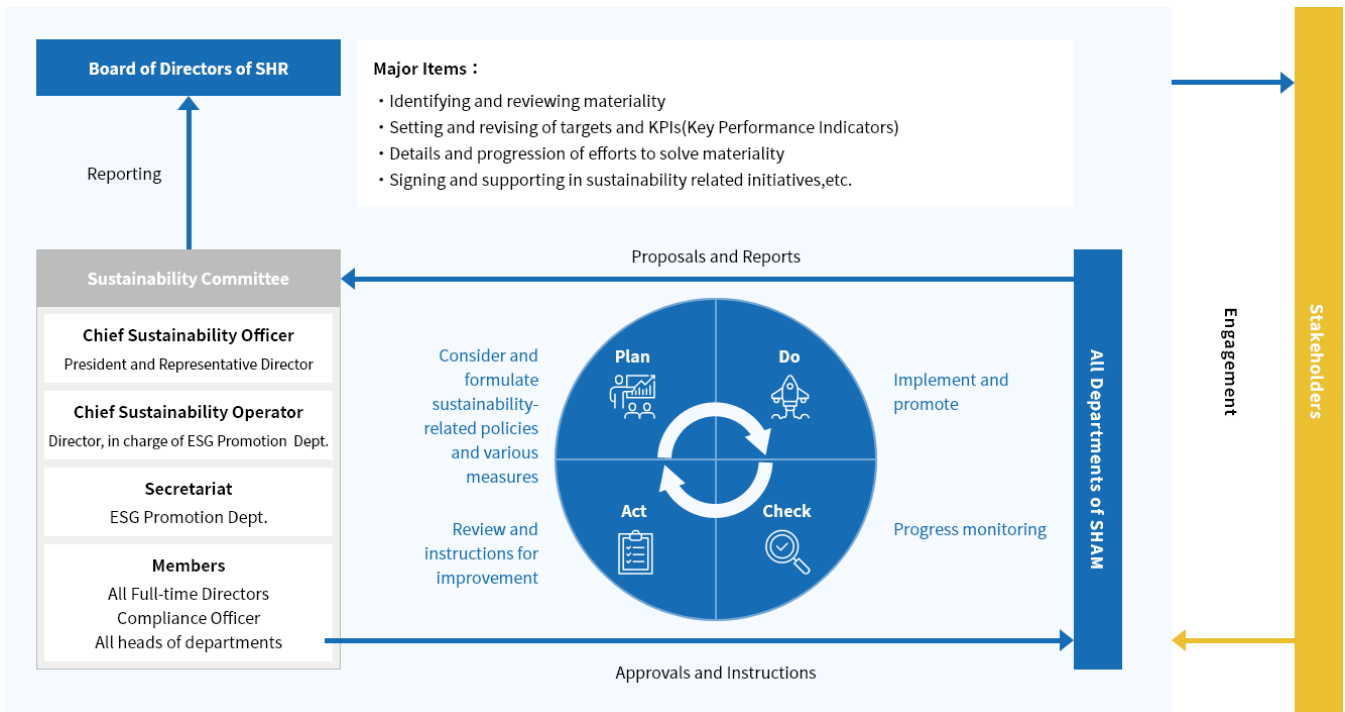 Board of Directors of SHR
Major Items：
・Identifying and reviewing materiality
・Setting and revising of targets and KPIs(Key Performance Indicators)
・Details and progression of efforts to solve materiality
・Signing and supporting in sustainability related initiatives,etc.
Reporting
Sustainability Committee
Chief Sustainability Officer
President and Representative Director
Chief Sustainability Operator
Director, in charge of ESG Promotion Dept.
Secretariat
ESG Promotion Dept.
Members
All Full-time Directors
Compliance Officer
All heads of departments
Proposals and Reports
Consider and
formulate
sustainability-
related policies
and various
measures
Plan
Do
Implement and
promote
Review and
instructions for
improvement
Act
Check
Progress monitoring
Approvals and Instructions
All Departments of SHAM
Engagement
Stakeholders